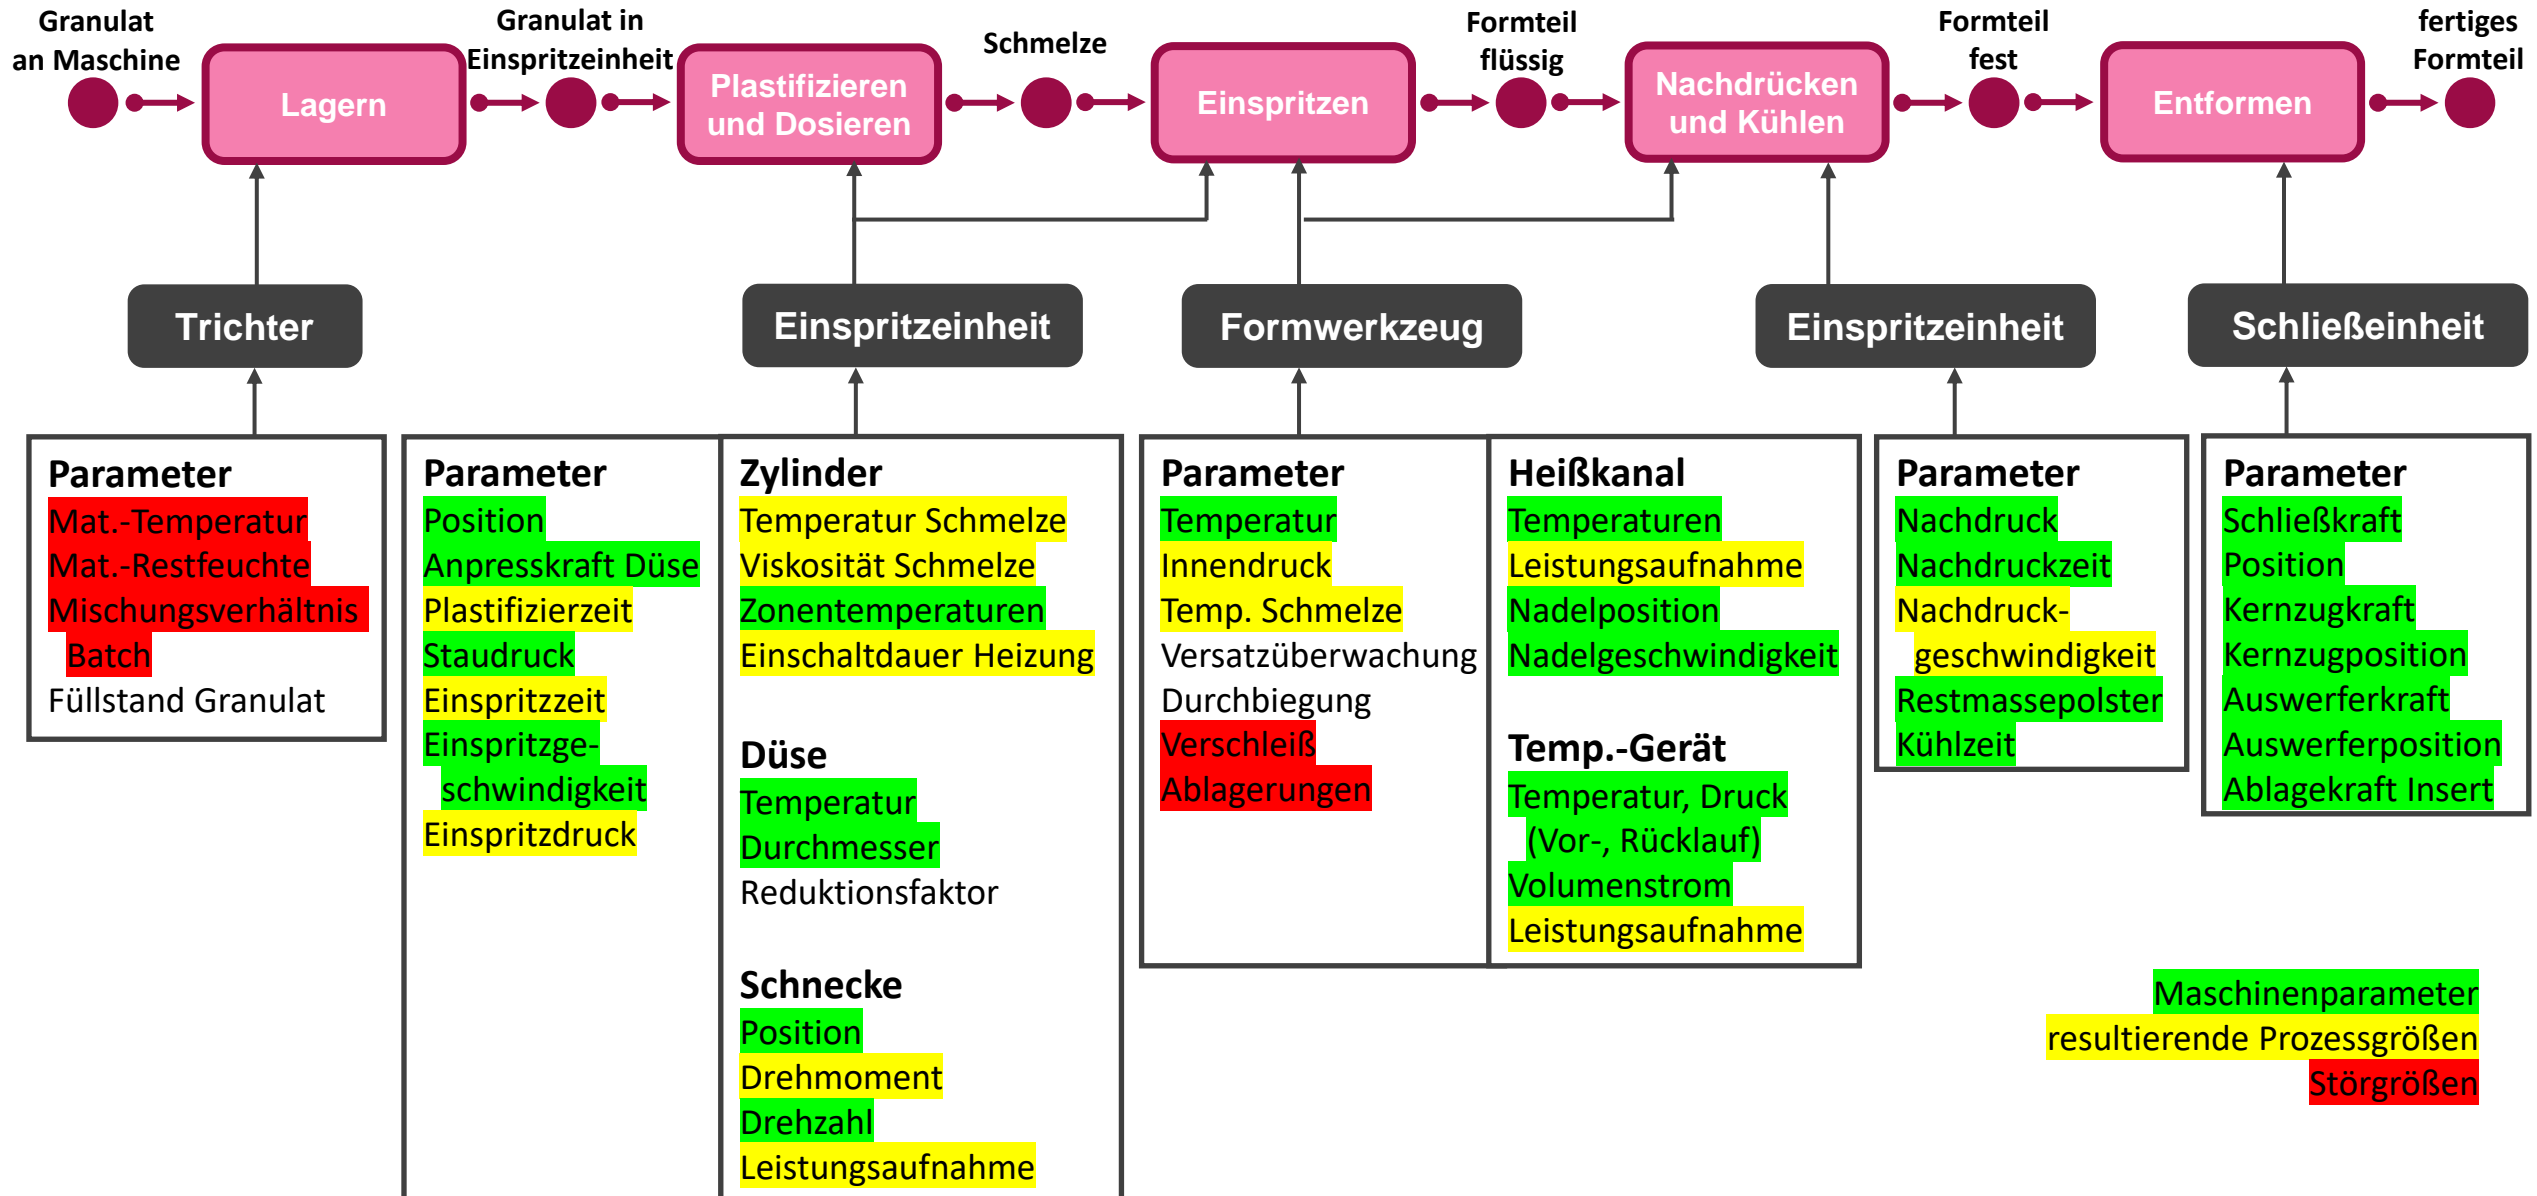 Granulat
an Maschine
Granulat in
Einspritzeinheit
Schmelze
Formteil
flüssig
Formteil
fest
fertiges
Formteil
Lagern
Plastifizieren
und Dosieren
Einspritzen
Nachdrücken
und Kühlen
Entformen
Trichter
Einspritzeinheit
Formwerkzeug
Einspritzeinheit
Schließeinheit
Parameter
Mat.-Temperatur
Mat.-Restfeuchte
Mischungsverhältnis
Batch
Füllstand Granulat
Parameter
Position
Anpresskraft Düse
Plastifizierzeit
Staudruck
Einspritzzeit
Einspritzge-
schwindigkeit
Einspritzdruck
Zylinder
Temperatur Schmelze
Viskosität Schmelze
Zonentemperaturen
Einschaltdauer Heizung
Düse
Temperatur
Durchmesser
Reduktionsfaktor
Schnecke
Position
Drehmoment
Drehzahl
Leistungsaufnahme
Parameter
Temperatur
Innendruck
Temp. Schmelze
Versatzüberwachung
Durchbiegung
Verschleiß
Ablagerungen
Heißkanal
Temperaturen
Leistungsaufnahme
Nadelposition
Nadelgeschwindigkeit
Temp.-Gerät
Temperatur, Druck
(Vor-, Rücklauf)
Volumenstrom
Leistungsaufnahme
Parameter
Nachdruck
Nachdruckzeit
Nachdruck-
geschwindigkeit
Restmassepolster
Kühlzeit
Parameter
Schließkraft
Position
Kernzugkraft
Kernzugposition
Auswerferkraft
Auswerferposition
Ablagekraft Insert
Maschinenparameter
resultierende Prozessgrößen
Störgrößen